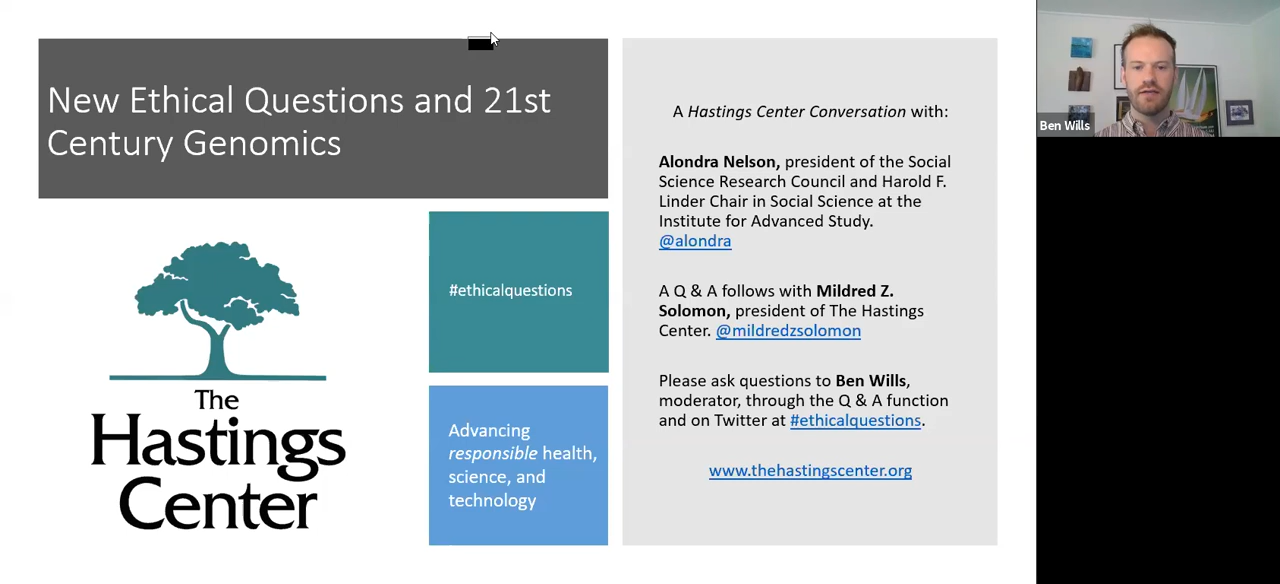 New Ethical Questions and 21st
Century Genomics
The
Hastings
Center
#ethicalquestions
Advancing
responsible health,
science, and
technology
A Hastings Center Conversation with:
Alondra Nelson, president of the Social
Science Research Council and Harold F.
Linder Chair in Social Science at the
Institute for Advanced Study.
@alondra
A Q & A follows with Mildred Z.
Solomon, president of The Hastings
Center. @mildredzsolomon
Please ask questions to Ben Wills,
moderator, through the Q & A function
and on Twitter at #ethicalquestions.
www.thehastingscenter.org
Ben Wills